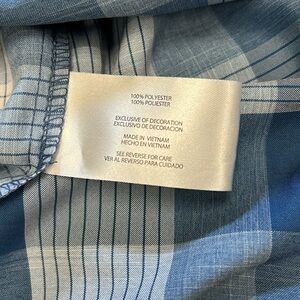 100% POLYESTER
100% POLIESTER
EXCLUSIVE OF DECORATION
EXCLUSIVO DE DECORACION
MADE IN VIETNAM
HECHO EN VIETNAM
SEE REVERSE FOR CARE
VER AL REVERSO PARA CUIDADO